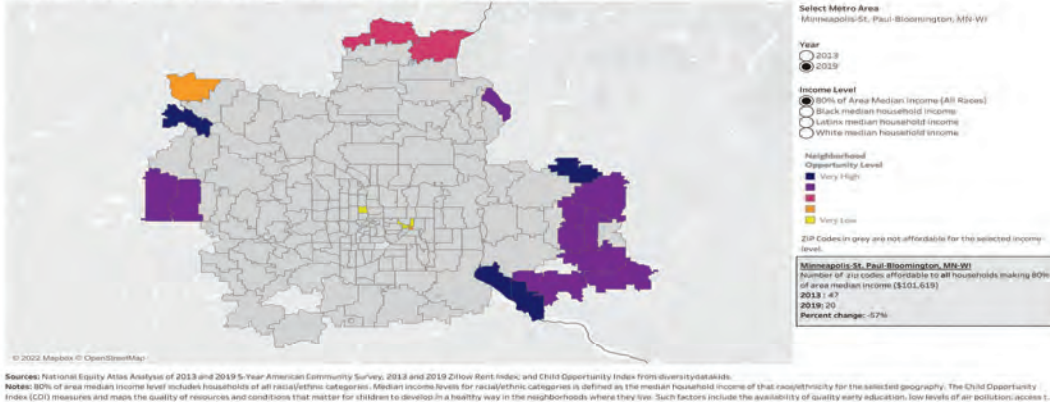 Select Metro Area
Minneapolis-St. Paul-Bloomington, MN-WI
Year
2013
2019
Income Level
80% of Area Median Income (All Races)
Black median household income
Latinx median household income
White median household income
Neighborhood
Opportunity Level
Very High
Very Low
ZIP Codes in grey are not affordable for the selected income
level.
Minneapolis-St. Paul-Bloomington, MN-WI
Number of zip codes affordable to all households making 80%
of area median income ($101,619)
2013 : 47
2019: 20
Percent change: -57%
© 2022 Mapbox © OpenStreetMap
Sources: National Equity Atlas Analysis of 2013 and 2019 5-Year American Community Survey, 2013 and 2019 Zillow Rent Index, and Child Opportunity Index from diversitydatakids.
Notes: 80% of area median income level includes households of all racial/ethnic categories. Median income levels for racial/ethnic categories is defined as the median household income of that race/ethnicity for the selected geography. The Child Opportunity
Index (COI) measures and maps the quality of resources and conditions that matter for children to develop in a healthy way in the neighborhoods where they live. Such factors include the availability of quality early education, low levels of air pollution, access t.